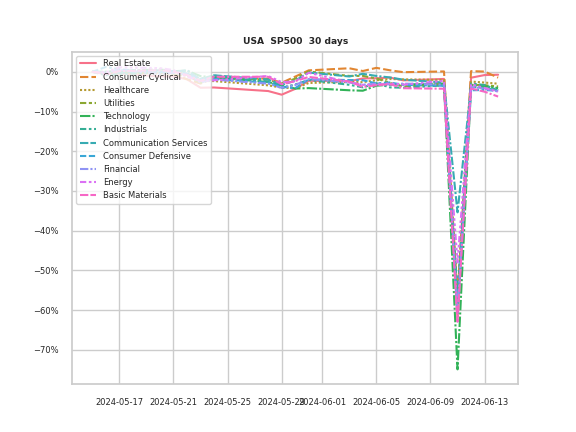 USA SP500 30 days
0%
−10%
−20%
−30%
−40%
−50%
−60%
−70%
Real Estate
Consumer Cyclical
Healthcare
Utilities
Technology
Industrials
Communication Services
Consumer Defensive
Financial
Energy
Basic Materials
2024-05-17 2024-05-21 2024-05-25 2024-05-29 2024-06-01 2024-06-05 2024-06-09 2024-06-13